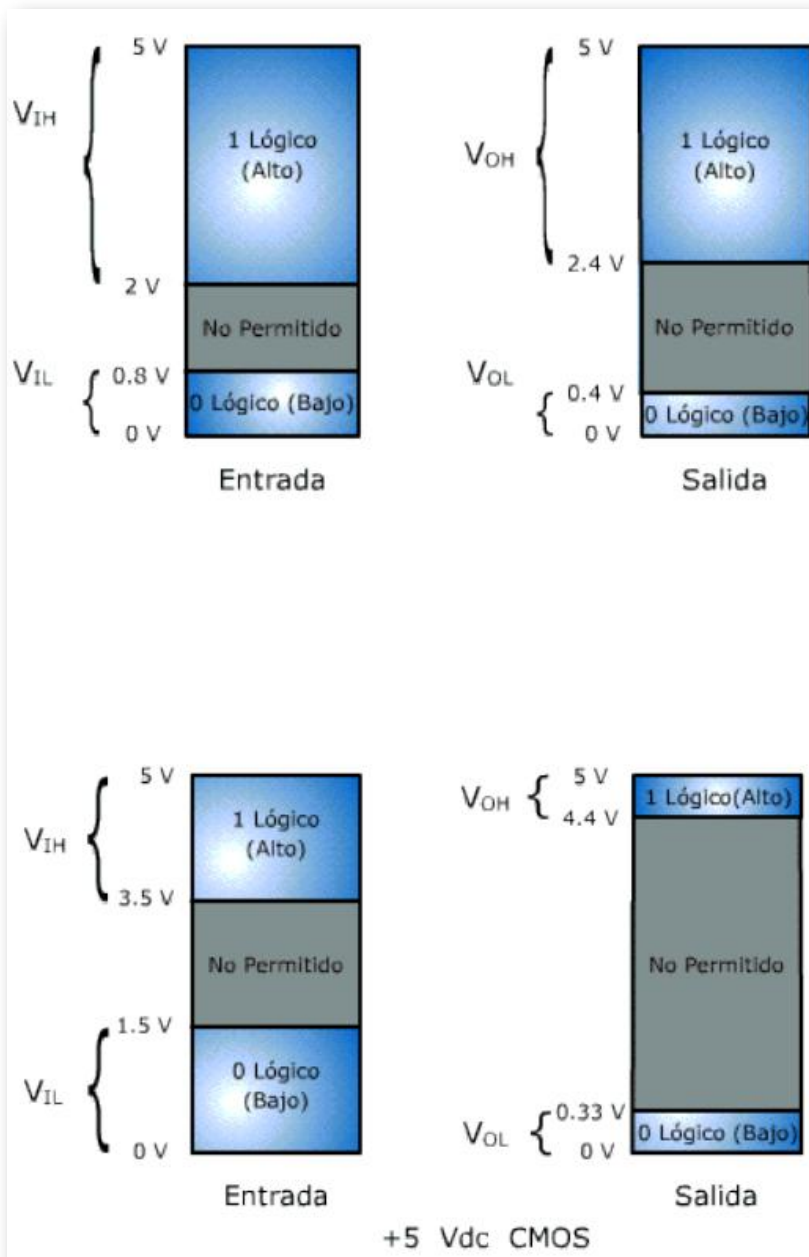 5 V
VIH
1 Lógico
(Alto)
2 V
No Permitido
VIL
0.8 V
0 Lógico (Bajo)
0 V
Entrada
5 V
VOH
1 Lógico
(Alto)
2.4 V
No Permitido
VOL
0.4 V
0 Lógico (Bajo)
0 V
Salida
5 V
VIH
1 Lógico
(Alto)
3.5 V
No Permitido
1.5 V
VIL
0 Lógico
(Bajo)
0 V
Entrada
VOH
5 V
1 Lógico(Alto)
4.4 V
No Permitido
0.33 V
VOL
0 Lógico (Bajo)
0 V
Salida
+5 Vdc CMOS